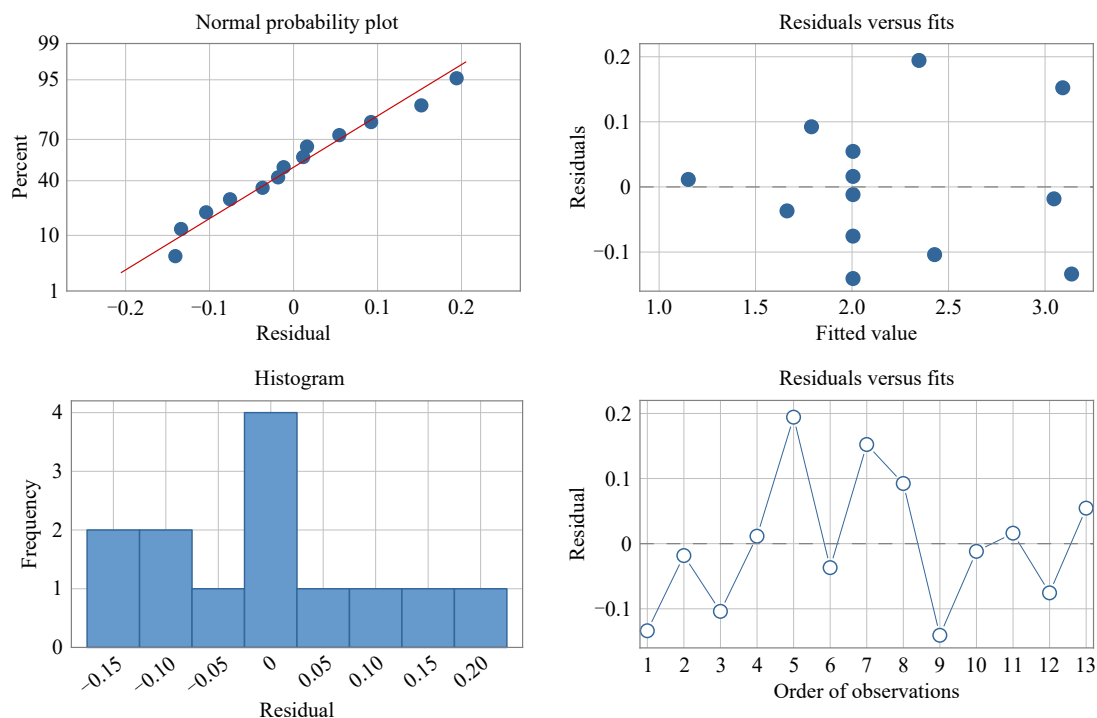 Normal probability plot
99
95
70
40
10
1
Percent
−0.2 −0.1 0 0.1 0.2
Residual
Residuals versus fits
0.2
0.1
0
−0.1
Residuals
1.0 1.5 2.0 2.5 3.0
Fitted value
Histogram
4
3
2
1
0
Frequency
−0.15 −0.10 −0.05 0 0.05 0.10 0.15 0.20
Residual
Residuals versus fits
0.2
0.1
0
−0.1
Residual
1 2 3 4 5 6 7 8 9 10 11 12 13
Order of observations